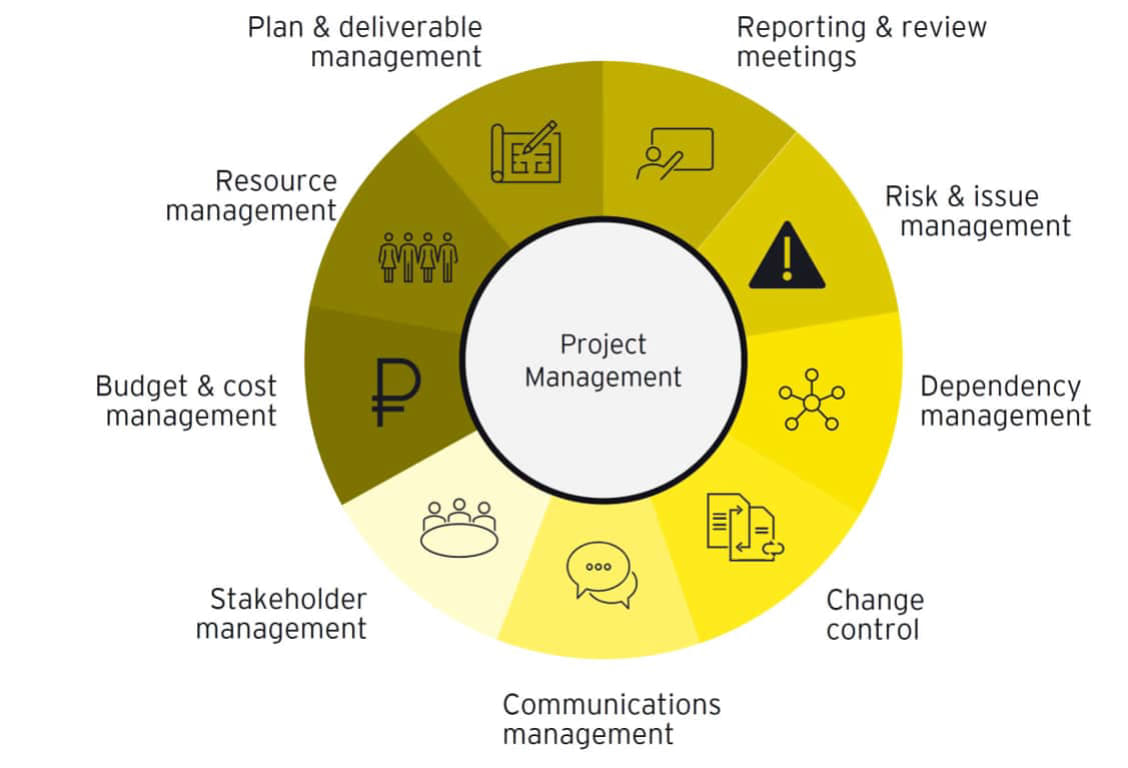 Plan & deliverable
management
Reporting & review
meetings
Resource
management
Risk & issue
management
Project
Management
Budget & cost
management
Dependency
management
Stakeholder
management
Change
control
Communications
management